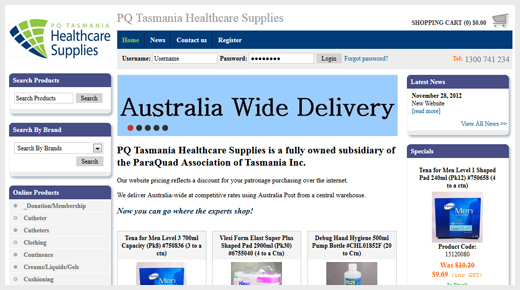 PQ TASMANIA
Healthcare
Supplies
PQ Tasmania Healthcare Supplies
SHOPPING CART (0) $0.00
Home
News
Contact us
Register
Username: Username Password: Login Forgot password?
Tel: 1300 741 234
Search Products
Search Products Search
Search By Brand
Search By Brands
Search
Online Products
_Donation/Membership
Catheter
Catheters
Clothing
Continence
Creams/Liquids/Gels
Cushioning
Australia Wide Delivery
PQ Tasmania Healthcare Supplies is a fully owned subsidiary of
the ParaQuad Association of Tasmania Inc.
Our website pricing reflects a discount for your patronage purchasing over the internet.
We deliver Australia-wide at competitive rates using Australia Post from a central warehouse.
Now you can go where the experts shop!
Tena for Men Level 3 700ml
Capacity (Pk8) #750836 (3 to a
ctn)
Vlesi Form Elast Super Plus
Shaped Pad 2900ml (Pk30)
#6755040 (4 to a Ctn)
Debug Hand Hygiene 500ml
Pump Bottle #CHL01852F (20
to Ctn)
Latest News
November 28, 2012
New Website
[read more]
View All News >>
Specials
Tena for Men Level 1 Shaped
Pad 240ml (Pk12) #750658 (4
to a ctn)
Men
Product Code:
15120080
Was $10.20
$9.69 (inc GST)
In Stock